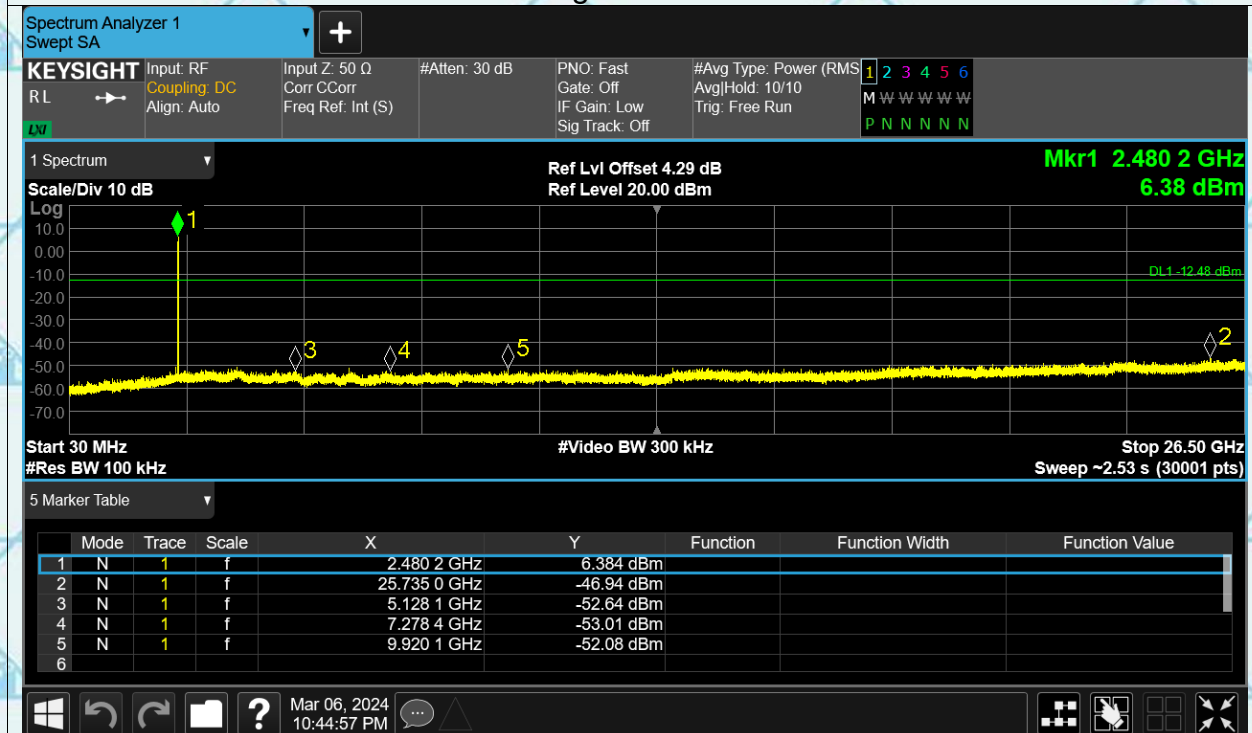 Spectrum Analyzer 1
Swept SA
+
KEYSIGHT
RL
LXI
Input: RF
Coupling: DC
Align: Auto
Input Z: 50 Ω
Corr CCorr
Freq Ref: Int (S)
#Atten: 30 dB
PNO: Fast
Gate: Off
IF Gain: Low
Sig Track: Off
#Avg Type: Power (RMS
Avg|Hold: 10/10
Trig: Free Run
1 2 3 4 5 6
M W W W W W
P N N N N N
1 Spectrum
Scale/Div 10 dB
Ref Lvl Offset 4.29 dB
Ref Level 20.00 dBm
Mkr1 2.480 2 GHz
6.38 dBm
Log
10.0
0.00
-10.0
-20.0
-30.0
-40.0
-50.0
-60.0
-70.0
1
DL1 -12.48 dBm
3
4
5
2
Start 30 MHz
#Res BW 100 kHz
#Video BW 300 kHz
Stop 26.50 GHz
Sweep ~2.53 s (30001 pts)
5 Marker Table
Mode Trace Scale X Y Function Function Width Function Value
1 N 1 f 2.480 2 GHz 6.384 dBm
2 N 1 f 25.735 0 GHz -46.94 dBm
3 N 1 f 5.128 1 GHz -52.64 dBm
4 N 1 f 7.278 4 GHz -53.01 dBm
5 N 1 f 9.920 1 GHz -52.08 dBm
6
?
Mar 06, 2024
10:44:57 PM